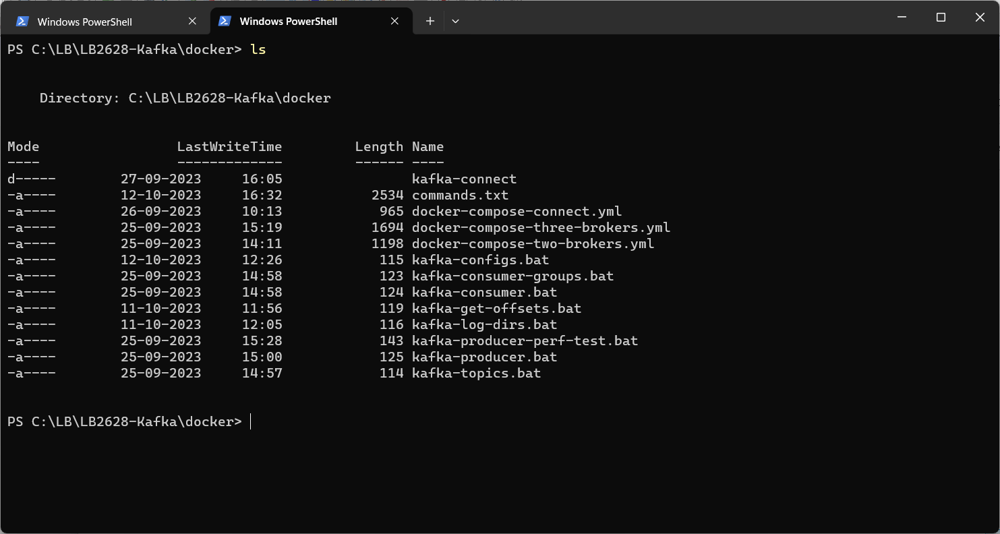 Windows PowerShell Windows PowerShell
PS C:\LB\LB2628-Kafka\docker> ls
Directory: C:\LB\LB2628-Kafka\docker
Mode LastWriteTime Length Name
---- ------------- ------ ----
d----- 27-09-2023 16:05 kafka-connect
-a---- 12-10-2023 16:32 2534 commands.txt
-a---- 26-09-2023 10:13 965 docker-compose-connect.yml
-a---- 25-09-2023 15:19 1694 docker-compose-three-brokers.yml
-a---- 25-09-2023 14:11 1198 docker-compose-two-brokers.yml
-a---- 12-10-2023 12:26 115 kafka-configs.bat
-a---- 25-09-2023 14:58 123 kafka-consumer-groups.bat
-a---- 25-09-2023 14:58 124 kafka-consumer.bat
-a---- 11-10-2023 11:56 119 kafka-get-offsets.bat
-a---- 11-10-2023 12:05 116 kafka-log-dirs.bat
-a---- 25-09-2023 15:28 143 kafka-producer-perf-test.bat
-a---- 25-09-2023 15:00 125 kafka-producer.bat
-a---- 25-09-2023 14:57 114 kafka-topics.bat
PS C:\LB\LB2628-Kafka\docker>